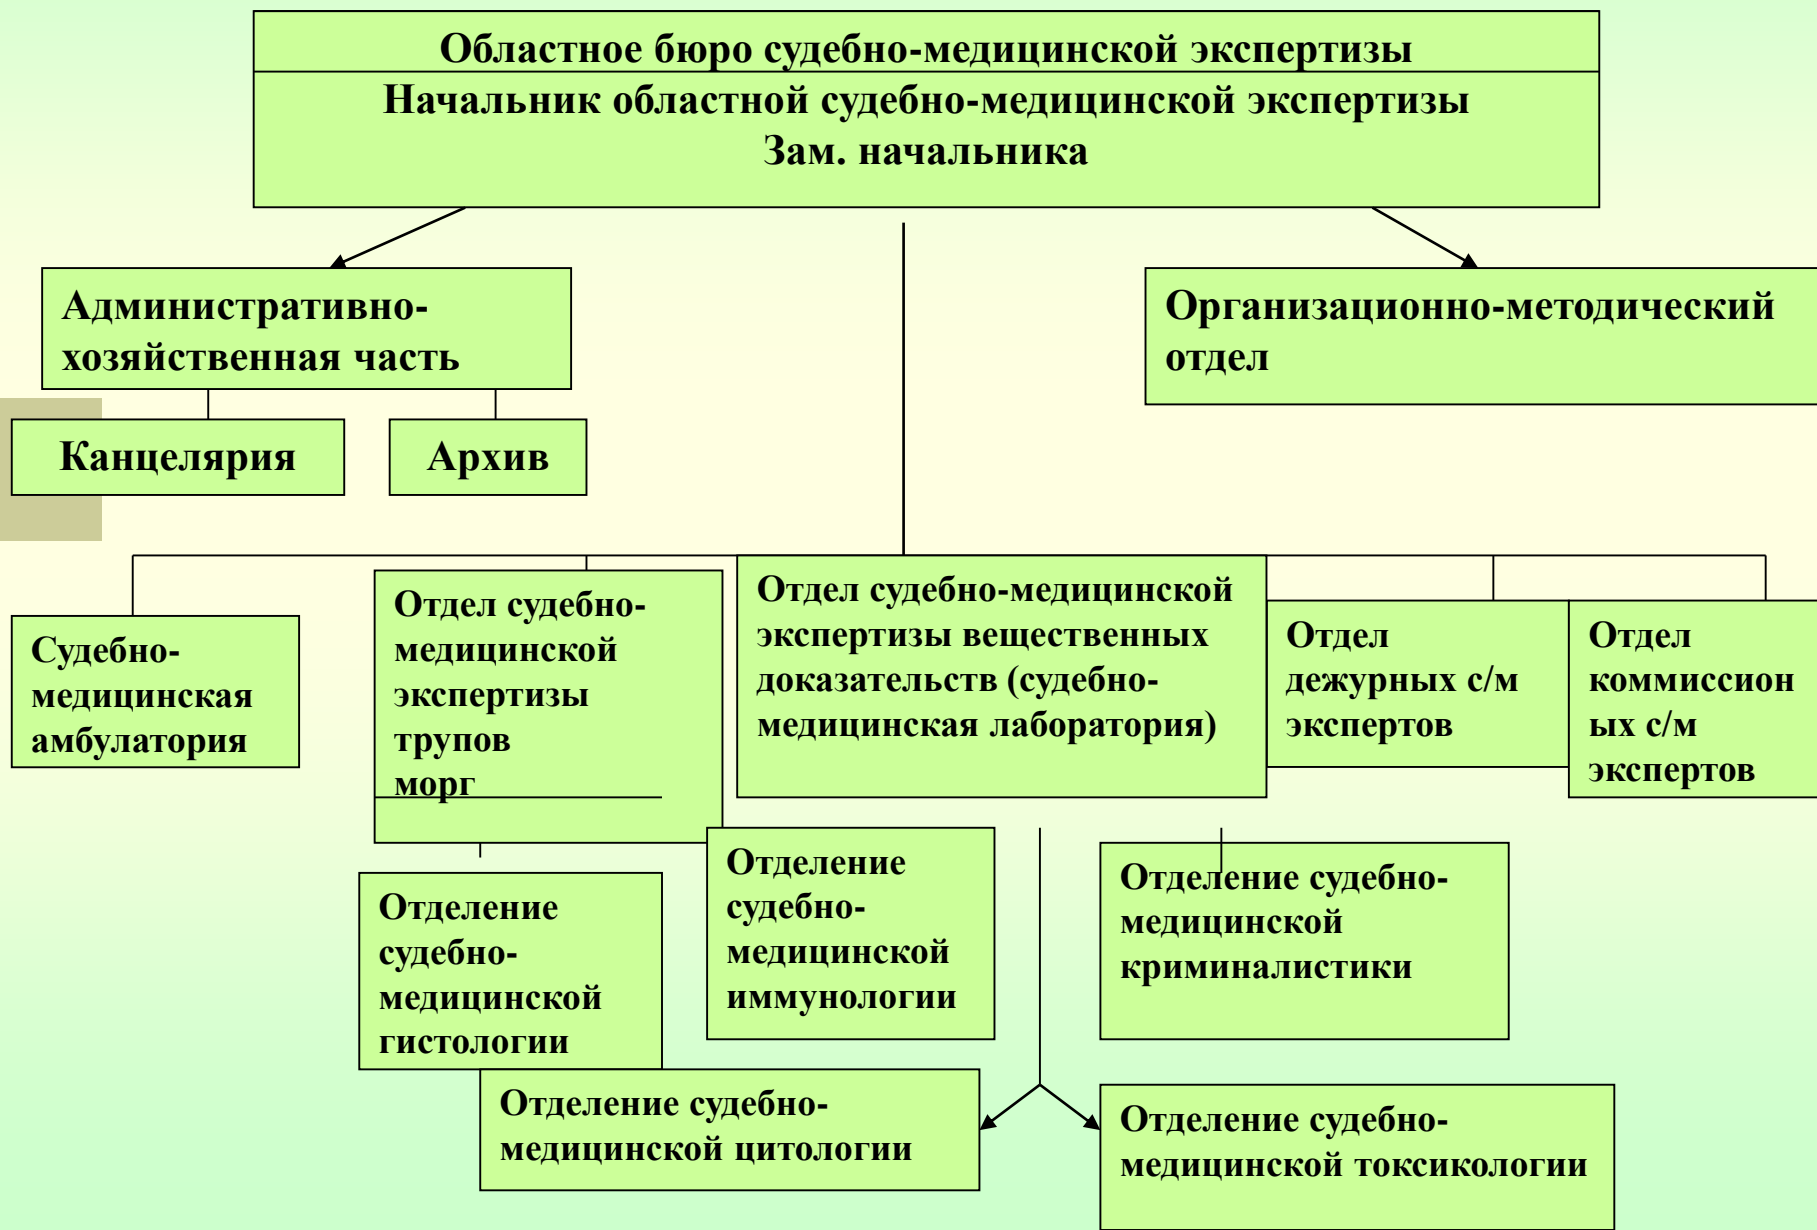 Областное бюро судебно-медицинской экспертизы
Начальник областной судебно-медицинской экспертизы
Зам. начальника
Административно-
хозяйственная часть
Организационно-методический
отдел
Канцелярия
Архив
Судебно-
медицинская
амбулатория
Отдел судебно-
медицинской
экспертизы
трупов
морг
Отдел судебно-медицинской
экспертизы вещественных
доказательств (судебно-
медицинская лаборатория)
Отдел
дежурных с/м
экспертов
Отдел
коммиссион
ых с/м
экспертов
Отделение
судебно-
медицинской
гистологии
Отделение
судебно-
медицинской
иммунологии
Отделение судебно-
медицинской
криминалистики
Отделение судебно-
медицинской цитологии
Отделение судебно-
медицинской токсикологии